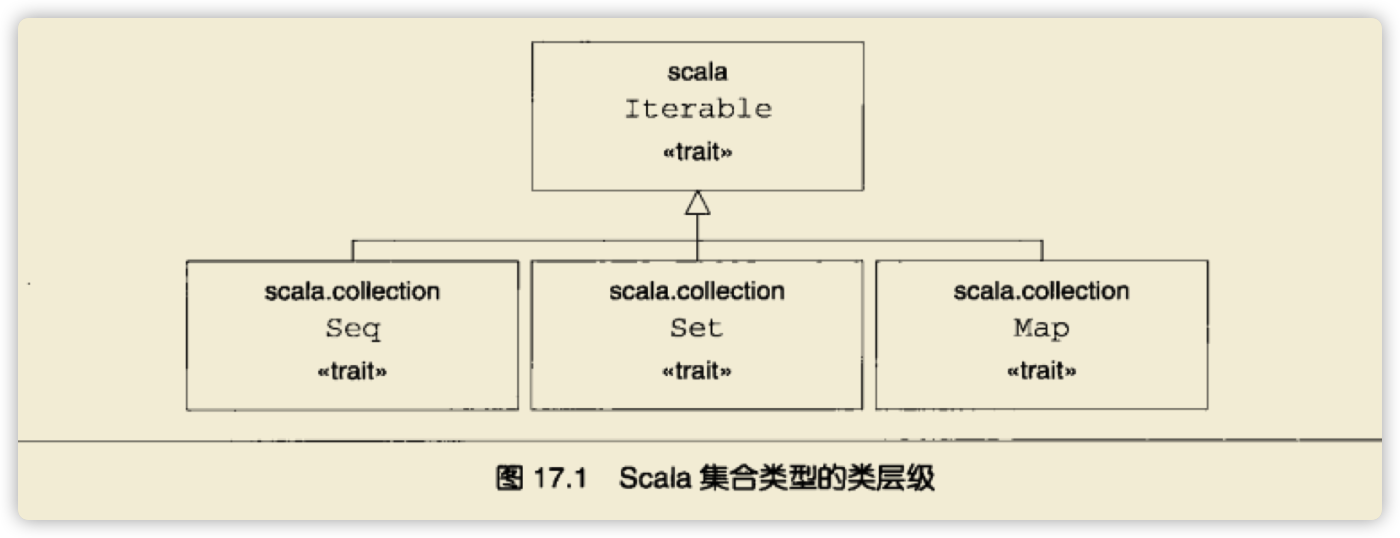 scala
Iterable
«trait»
scala.collection
Seq
«trait»
scala.collection
Set
«trait»
scala.collection
Map
«trait»
图 17.1 Scala 集合类型的类层级